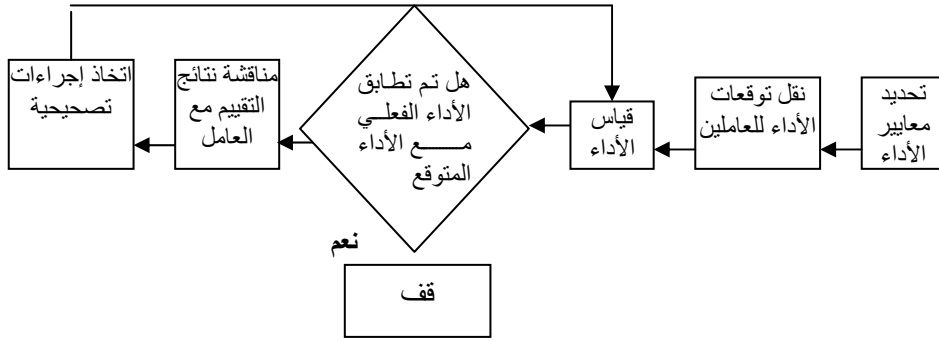 تحديد
معايير
الأداء
نقل توقعات
الأداء للعاملين
قياس
الأداء
هل تم تطابق
الأداء الفعلــي
مـــــع الأداء
المتوقع
مناقشة نتائج
التقييم مع
العامل
اتخاذ إجراءات
تصحيحية
نعم
قف